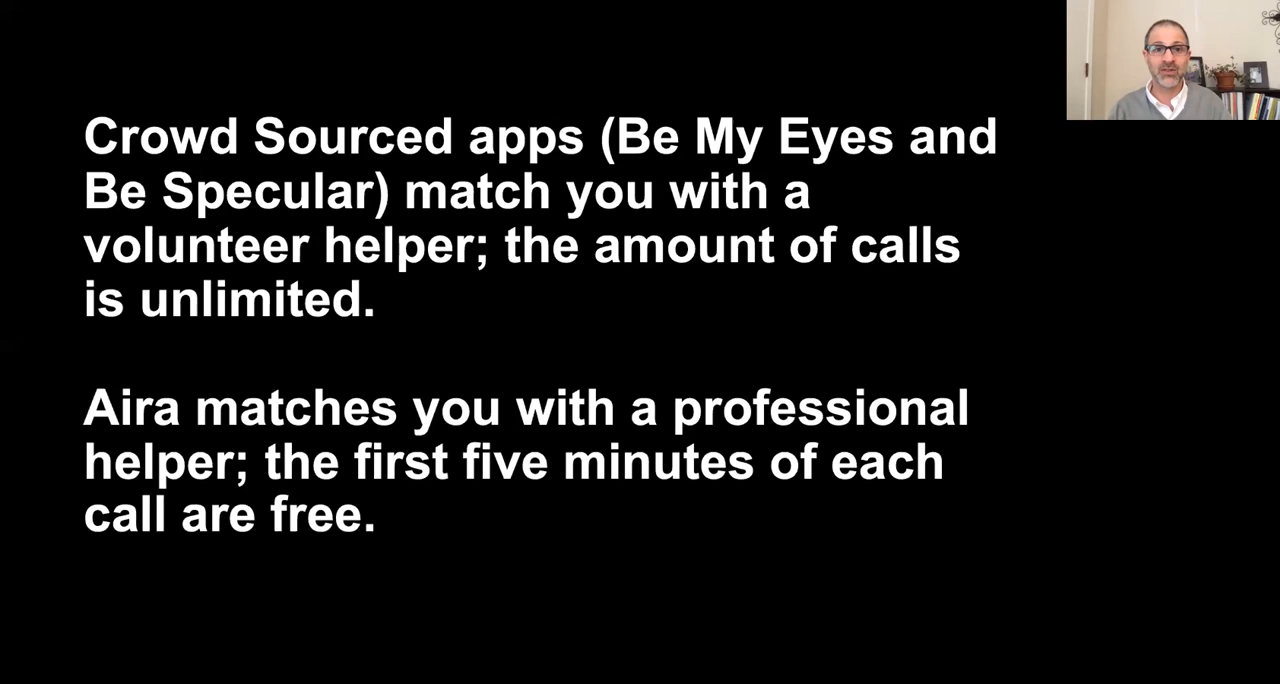 Crowd Sourced apps (Be My Eyes and
Be Specular) match you with a
volunteer helper; the amount of calls
is unlimited.
Aira matches you with a professional
helper; the first five minutes of each
call are free.